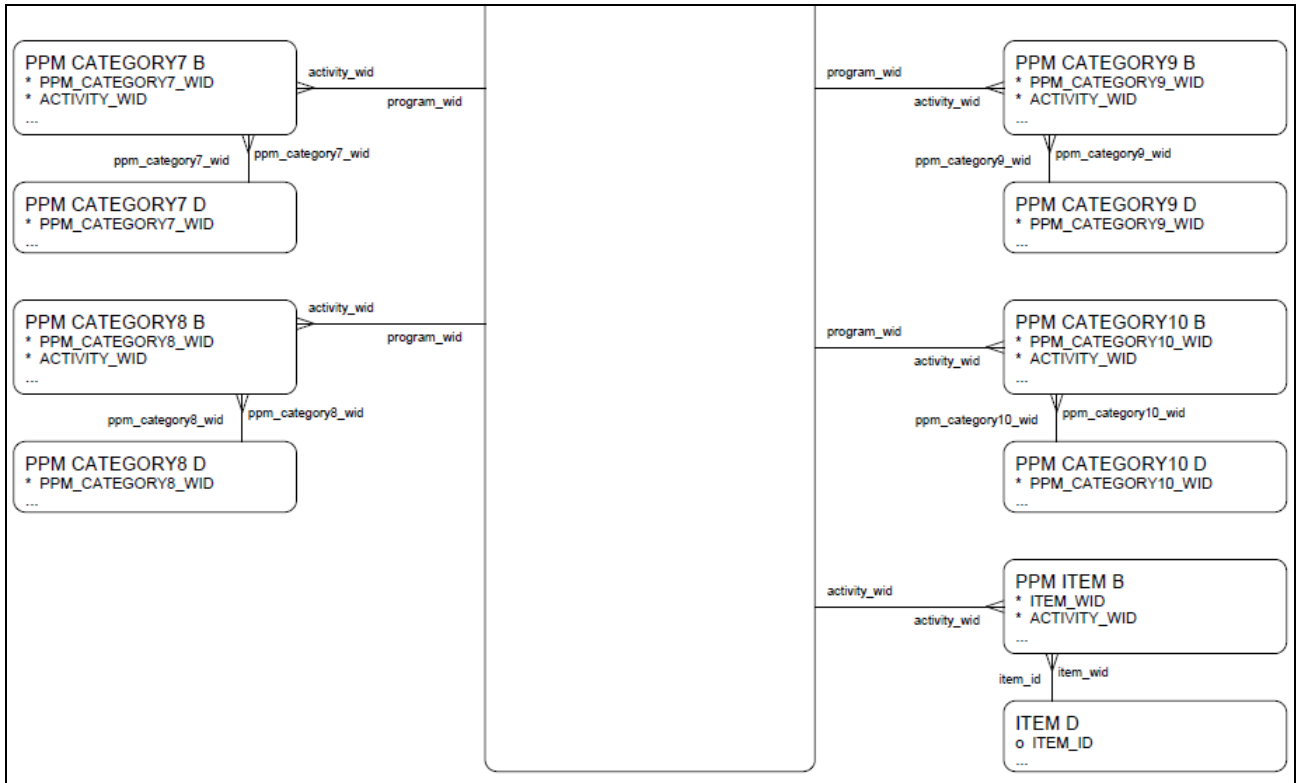 PPM CATEGORY7 B
* PPM_CATEGORY7_WID
* ACTIVITY_WID
...
activity_wid
program_wid
ppm_category7_wid
ppm_category7_wid
PPM CATEGORY7 D
* PPM_CATEGORY7_WID
...
PPM CATEGORY8 B
* PPM_CATEGORY8_WID
* ACTIVITY_WID
...
activity_wid
program_wid
ppm_category8_wid
ppm_category8_wid
PPM CATEGORY8 D
* PPM_CATEGORY8_WID
...
program_wid
activity_wid
PPM CATEGORY9 B
* PPM_CATEGORY9_WID
* ACTIVITY_WID
...
ppm_category9_wid
ppm_category9_wid
PPM CATEGORY9 D
* PPM_CATEGORY9_WID
...
program_wid
activity_wid
PPM CATEGORY10 B
* PPM_CATEGORY10_WID
* ACTIVITY_WID
...
ppm_category10_wid
ppm_category10_wid
PPM CATEGORY10 D
* PPM_CATEGORY10_WID
...
activity_wid
activity_wid
PPM ITEM B
* ITEM_WID
* ACTIVITY_WID
...
item_id
item_wid
ITEM D
o ITEM_ID
...